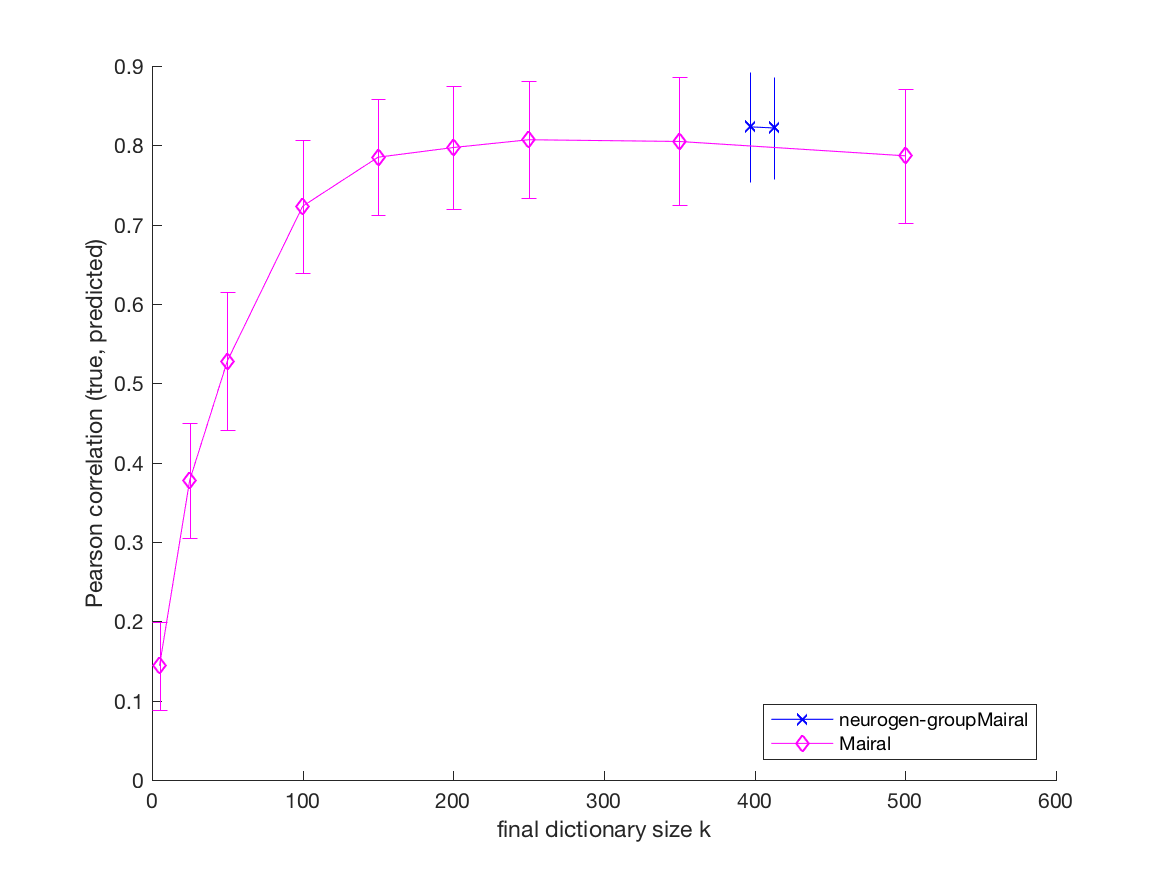 0.9
0.8
0.7
0.6
0.5
0.4
0.3
0.2
0.1
0
Pearson correlation (true, predicted)
neurogen-groupMairal
Mairal
0 100 200 300 400 500 600
final dictionary size k